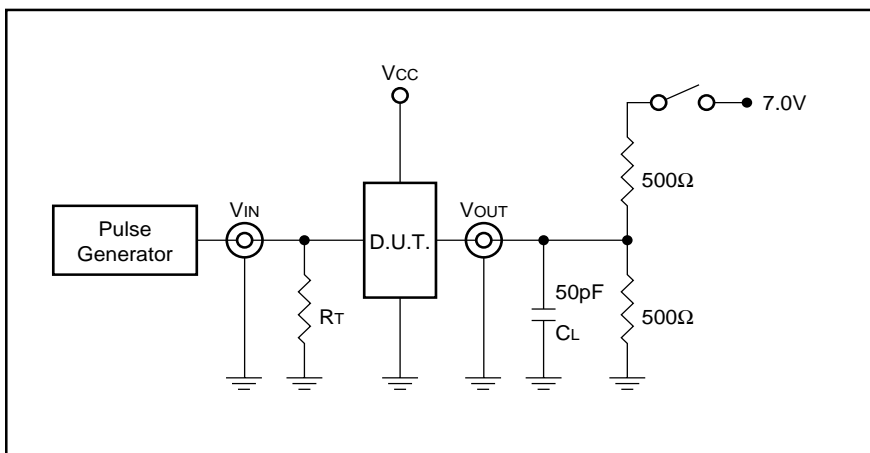 VCC
7.0V
500Ω
VIN
VOUT
Pulse
Generator
D.U.T.
50pF
RT
CL
500Ω